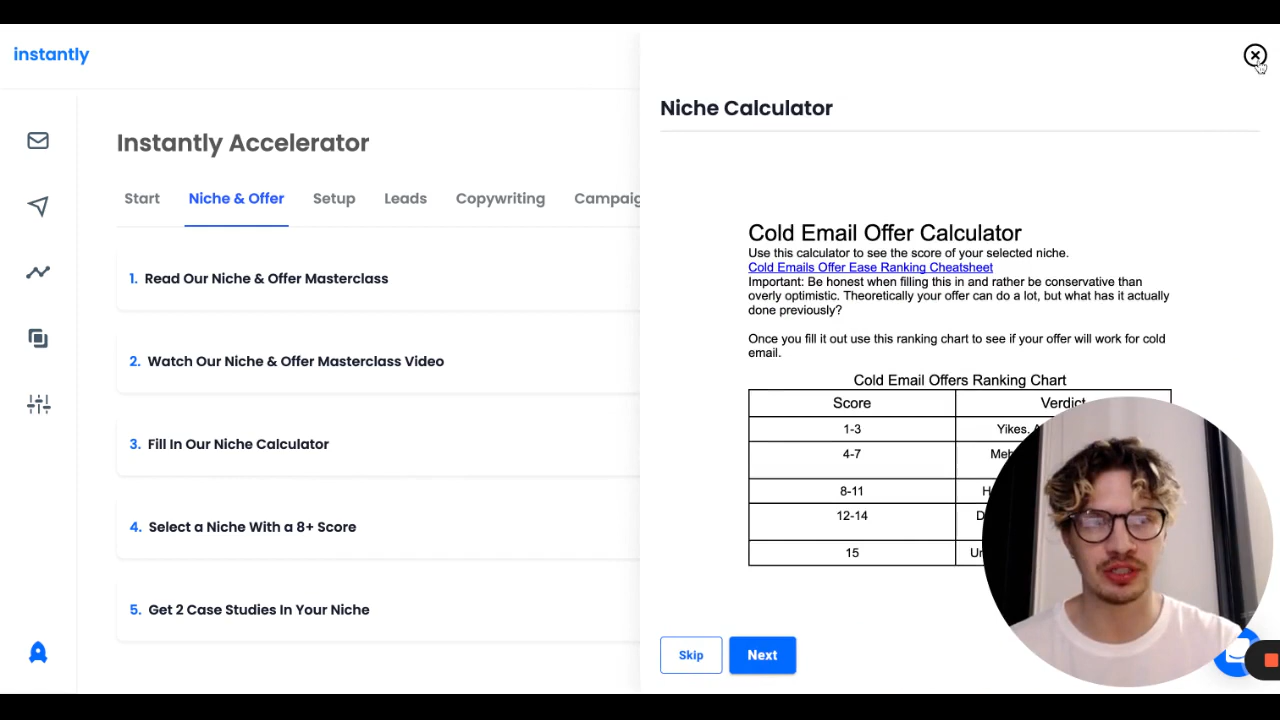 instantly
Instantly Accelerator
Start
Niche & Offer
Setup
Leads
Copywriting
1. Read Our Niche & Offer Masterclass
2. Watch Our Niche & Offer Masterclass Video
3. Fill In Our Niche Calculator
4. Select a Niche With a 8+ Score
5. Get 2 Case Studies In Your Niche
Niche Calculator
Cold Email Offer Calculator
Use this calculator to see the score of your selected niche.
Cold Emails Offer Ease Ranking Cheatsheet
Important: Be honest when filling this in and rather be conservative than
overly optimistic. Theoretically your offer can do a lot, but what has it actually
done previously?
Once you fill it out use this ranking chart to see if your offer will work for cold
email.
Cold Email Offers Ranking Chart
Score
Verdict
1-3
Yikes.
4-7
8-11
12-14
15
Skip
Next